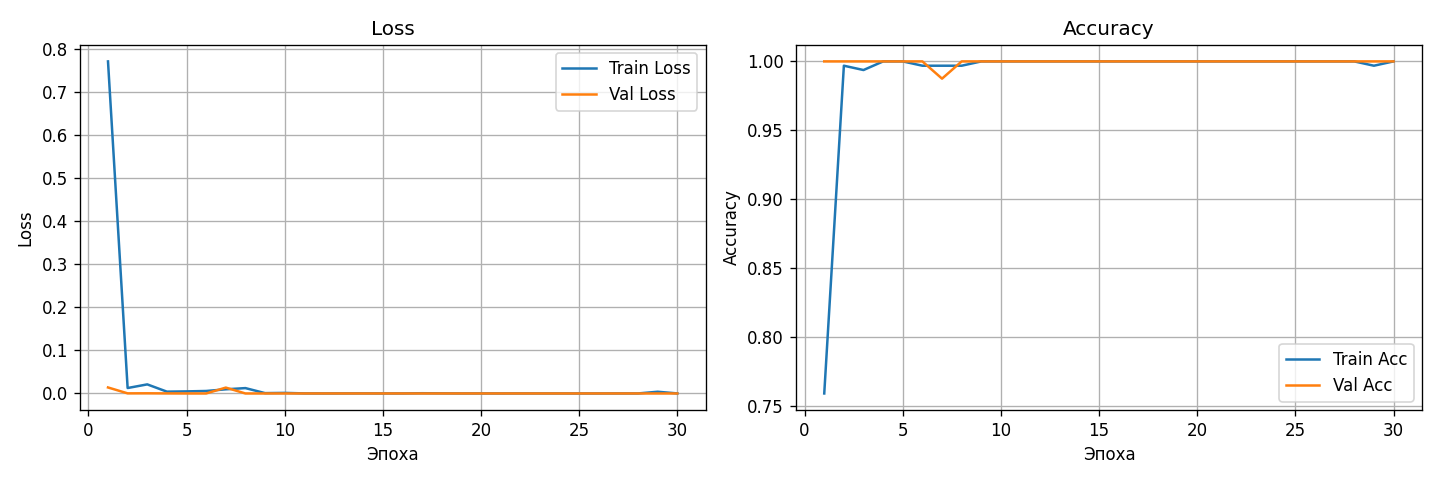 Loss
0.8
0.7
0.6
0.5
0.4
0.3
0.2
0.1
0.0
Loss
Train Loss
Val Loss
0 5 10 15 20 25 30
Эпоха
Accuracy
1.00
0.95
0.90
0.85
0.80
0.75
Accuracy
Train Acc
Val Acc
0 5 10 15 20 25 30
Эпоха